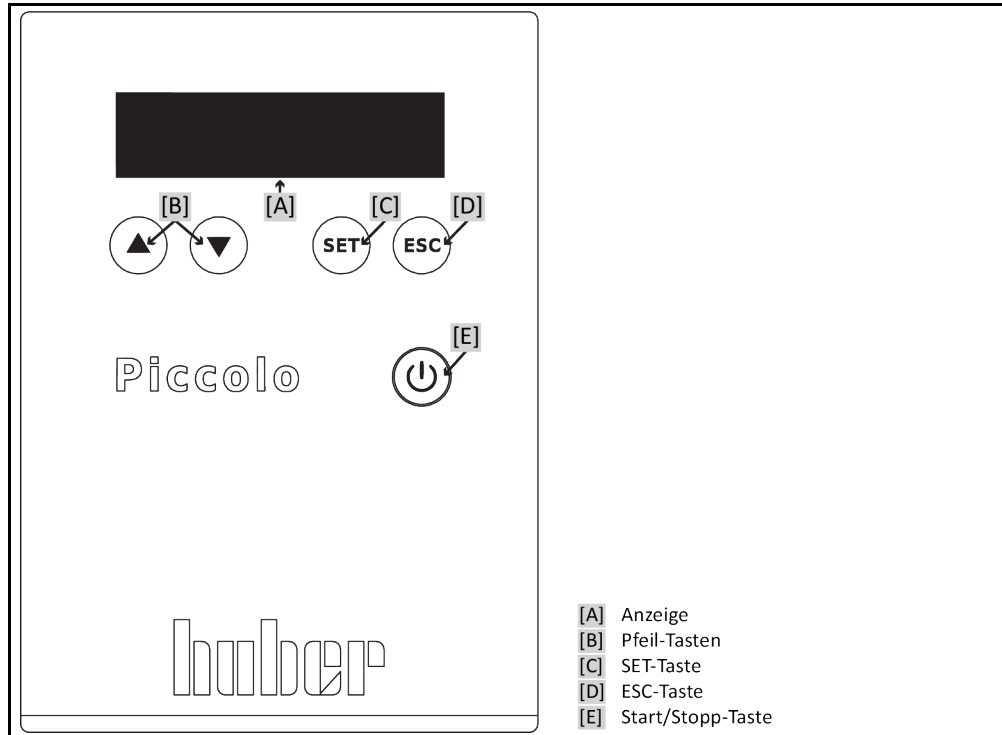 [B] [A] [C] [D]
SET ESC
[E]
Piccolo
huber
[A] Anzeige
[B] Pfeil-Tasten
[C] SET-Taste
[D] ESC-Taste
[E] Start/Stopp-Taste